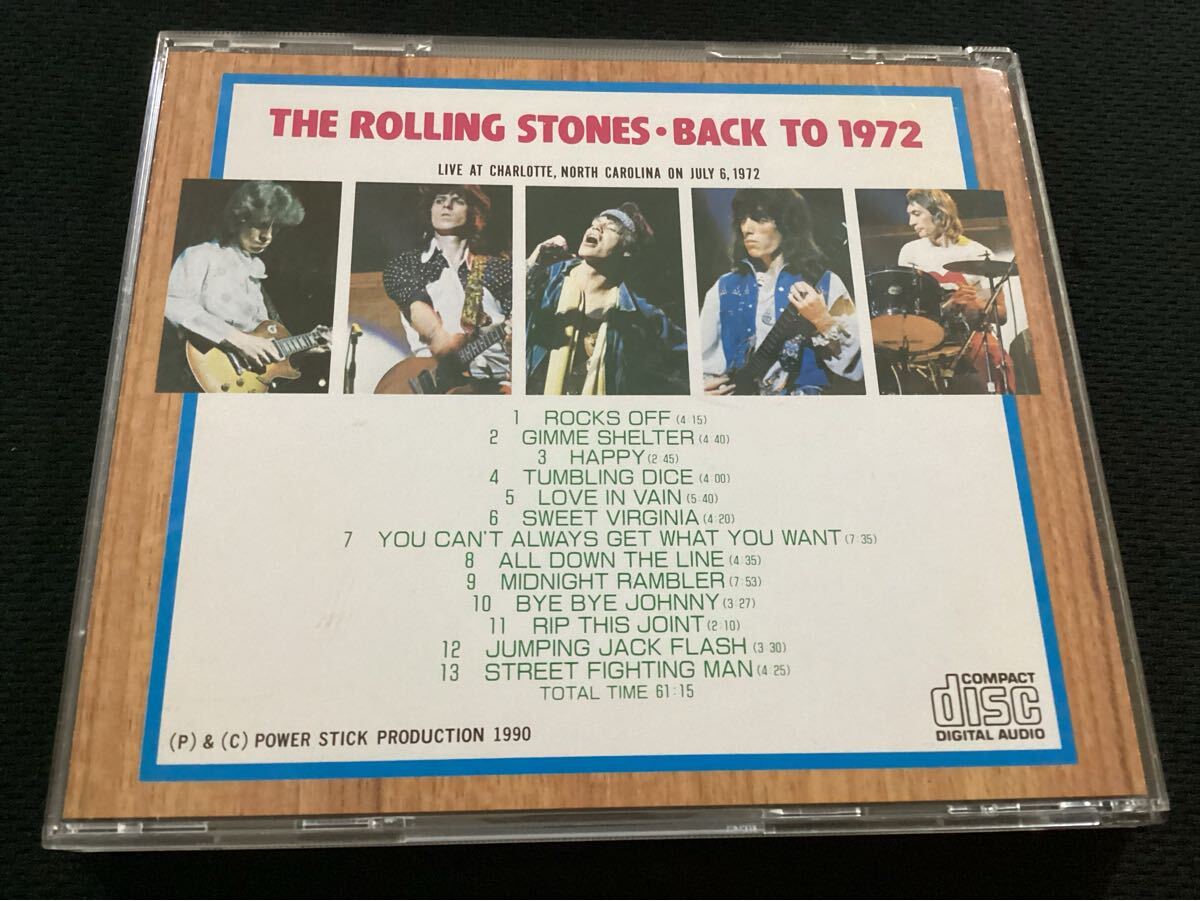 THE ROLLING STONES・BACK TO 1972
LIVE AT CHARLOTTE, NORTH CAROLINA ON JULY 6, 1972
1 ROCKS OFF (4:15)
2 GIMME SHELTER (4:40)
3 HAPPY (2:45)
4 TUMBLING DICE (4:00)
5 LOVE IN VAIN (5:40)
6 SWEET VIRGINIA (4:20)
7 YOU CAN'T ALWAYS GET WHAT YOU WANT (7:35)
8 ALL DOWN THE LINE (4:35)
9 MIDNIGHT RAMBLER (7:53)
10 BYE BYE JOHNNY (3:27)
11 RIP THIS JOINT (2:10)
12 JUMPING JACK FLASH (3:30)
13 STREET FIGHTING MAN (4:25)
TOTAL TIME 61:15
(P) & (C) POWER STICK PRODUCTION 1990
COMPACT
disc
DIGITAL AUDIO